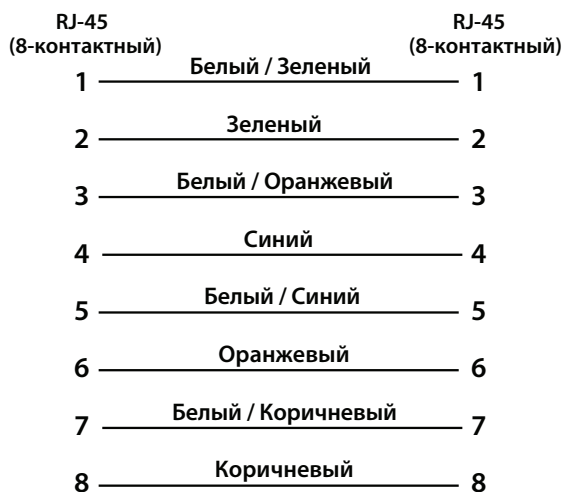 RJ-45 RJ-45
(8-контактный) (8-контактный)
1 Белый / Зеленый 1
2 Зеленый 2
3 Белый / Оранжевый 3
4 Синий 4
5 Белый / Синий 5
6 Оранжевый 6
7 Белый / Коричневый 7
8 Коричневый 8